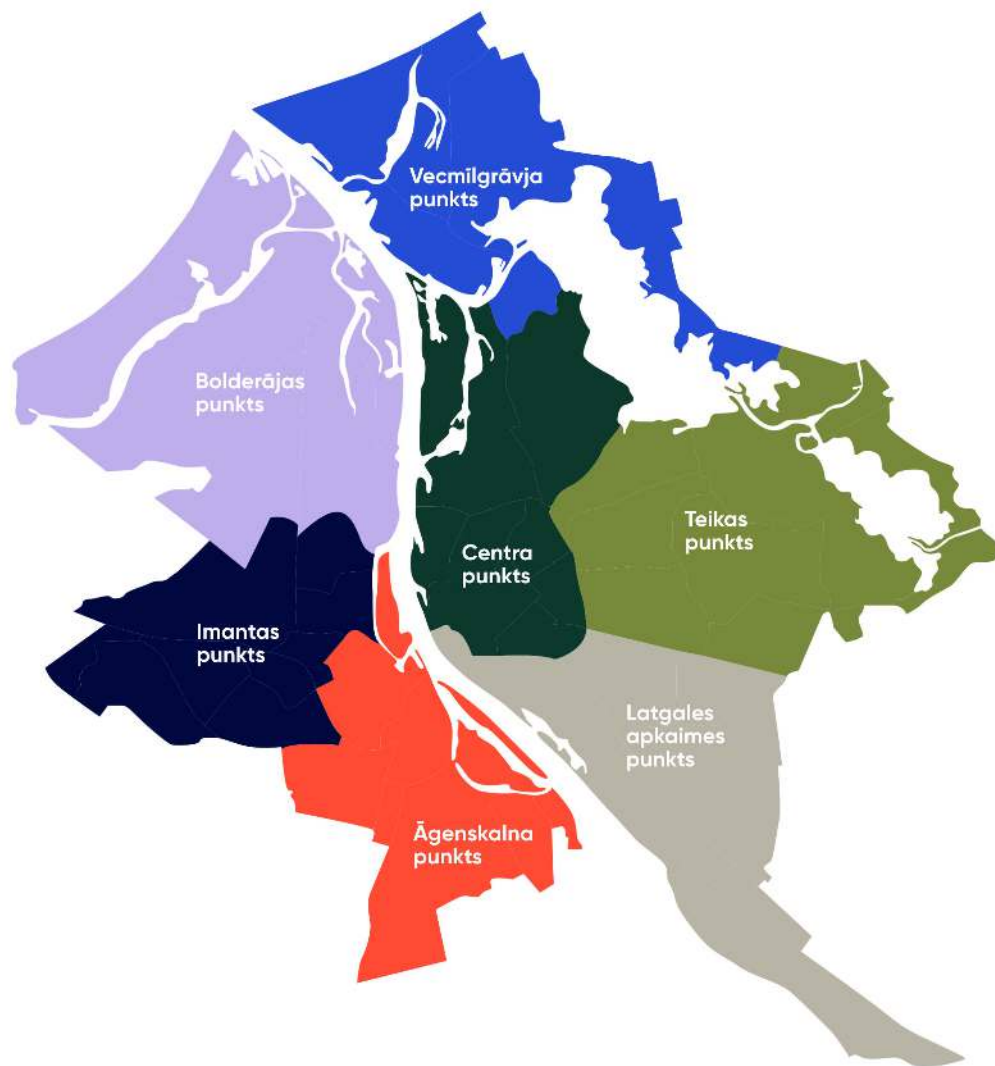 Vecmīlgrāvja
punkts
Bolderājas
punkts
Teikas
punkts
Centra
punkts
Imantas
punkts
Latgales
apkaimes
punkts
Āgenskalna
punkts